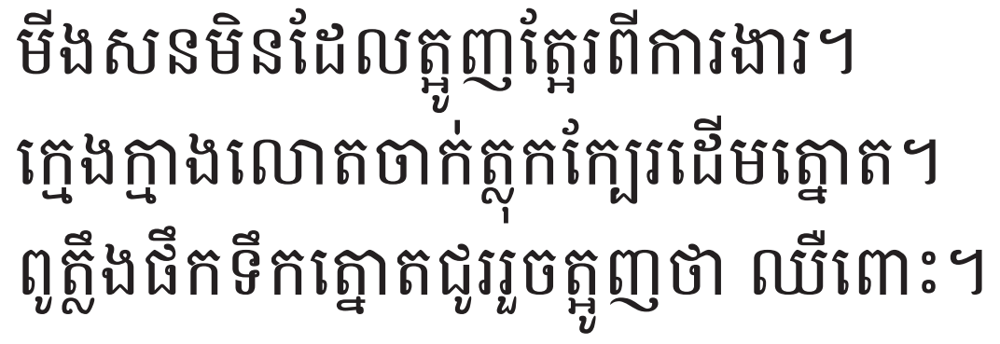 មីងសនមិនដែលត្អូញត្អែរពីការងារ។
ក្មេងក្មាងលោតចាក់ត្លុកក្បែរដើមត្នោត។
ពូត្លឹងផឹកទឹកត្នោតជូររួចត្អូញថា ឈឺពោះ។